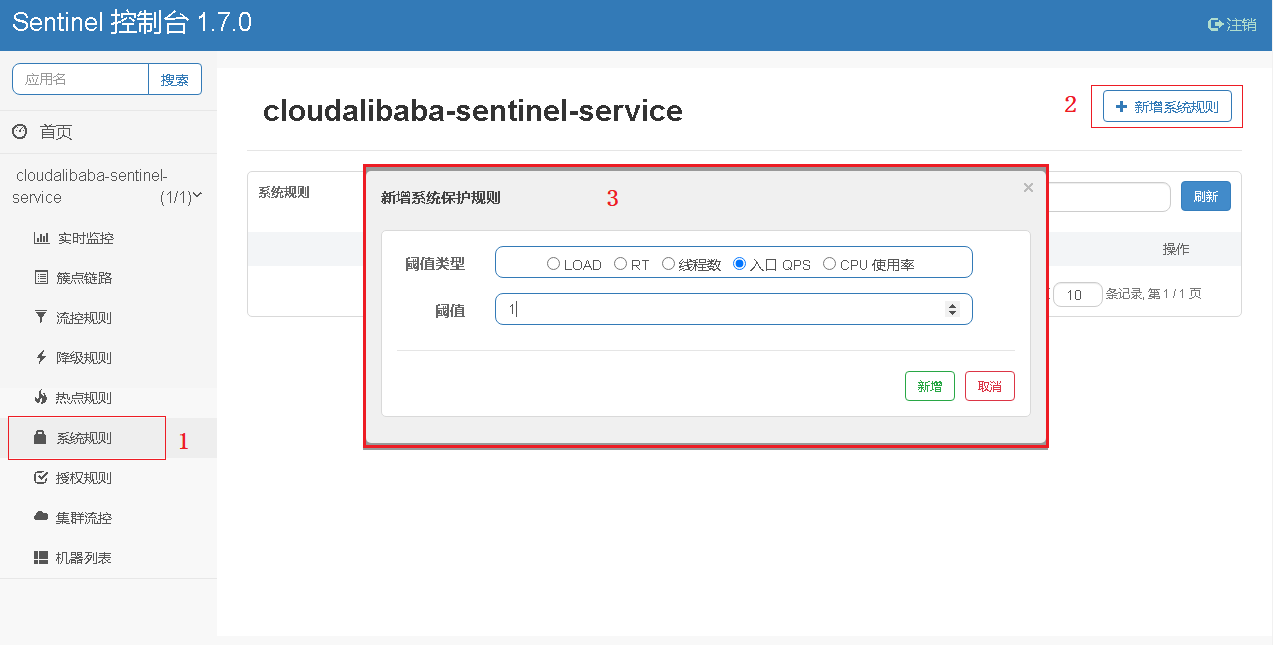 Sentinel 控制台 1.7.0
注销
应用名
搜索
首页
cloudalibaba-sentinel-
service (1/1)
实时监控
簇点链路
流控规则
降级规则
热点规则
系统规则
1
授权规则
集群流控
机器列表
cloudalibaba-sentinel-service
2
新增系统规则
系统规则
刷新
操作
10 条记录, 第 1 / 1 页
新增系统保护规则
3
×
阈值类型
LOAD RT 线程数 入口 QPS CPU 使用率
阈值
1
新增
取消